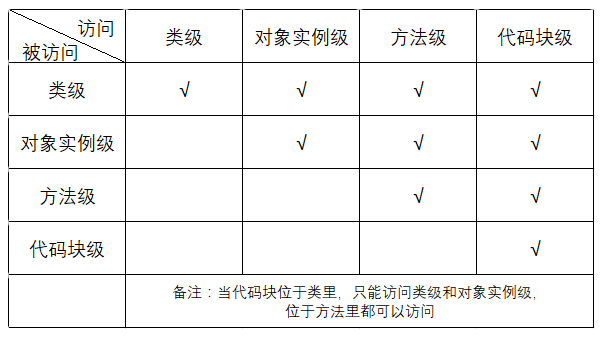 访问
被访问
类级 对象实例级 方法级 代码块级
类级 √ √ √ √
对象实例级 √ √ √
方法级 √ √
代码块级 √
备注：当代码块位于类里，只能访问类级和对象实例级，
位于方法里都可以访问